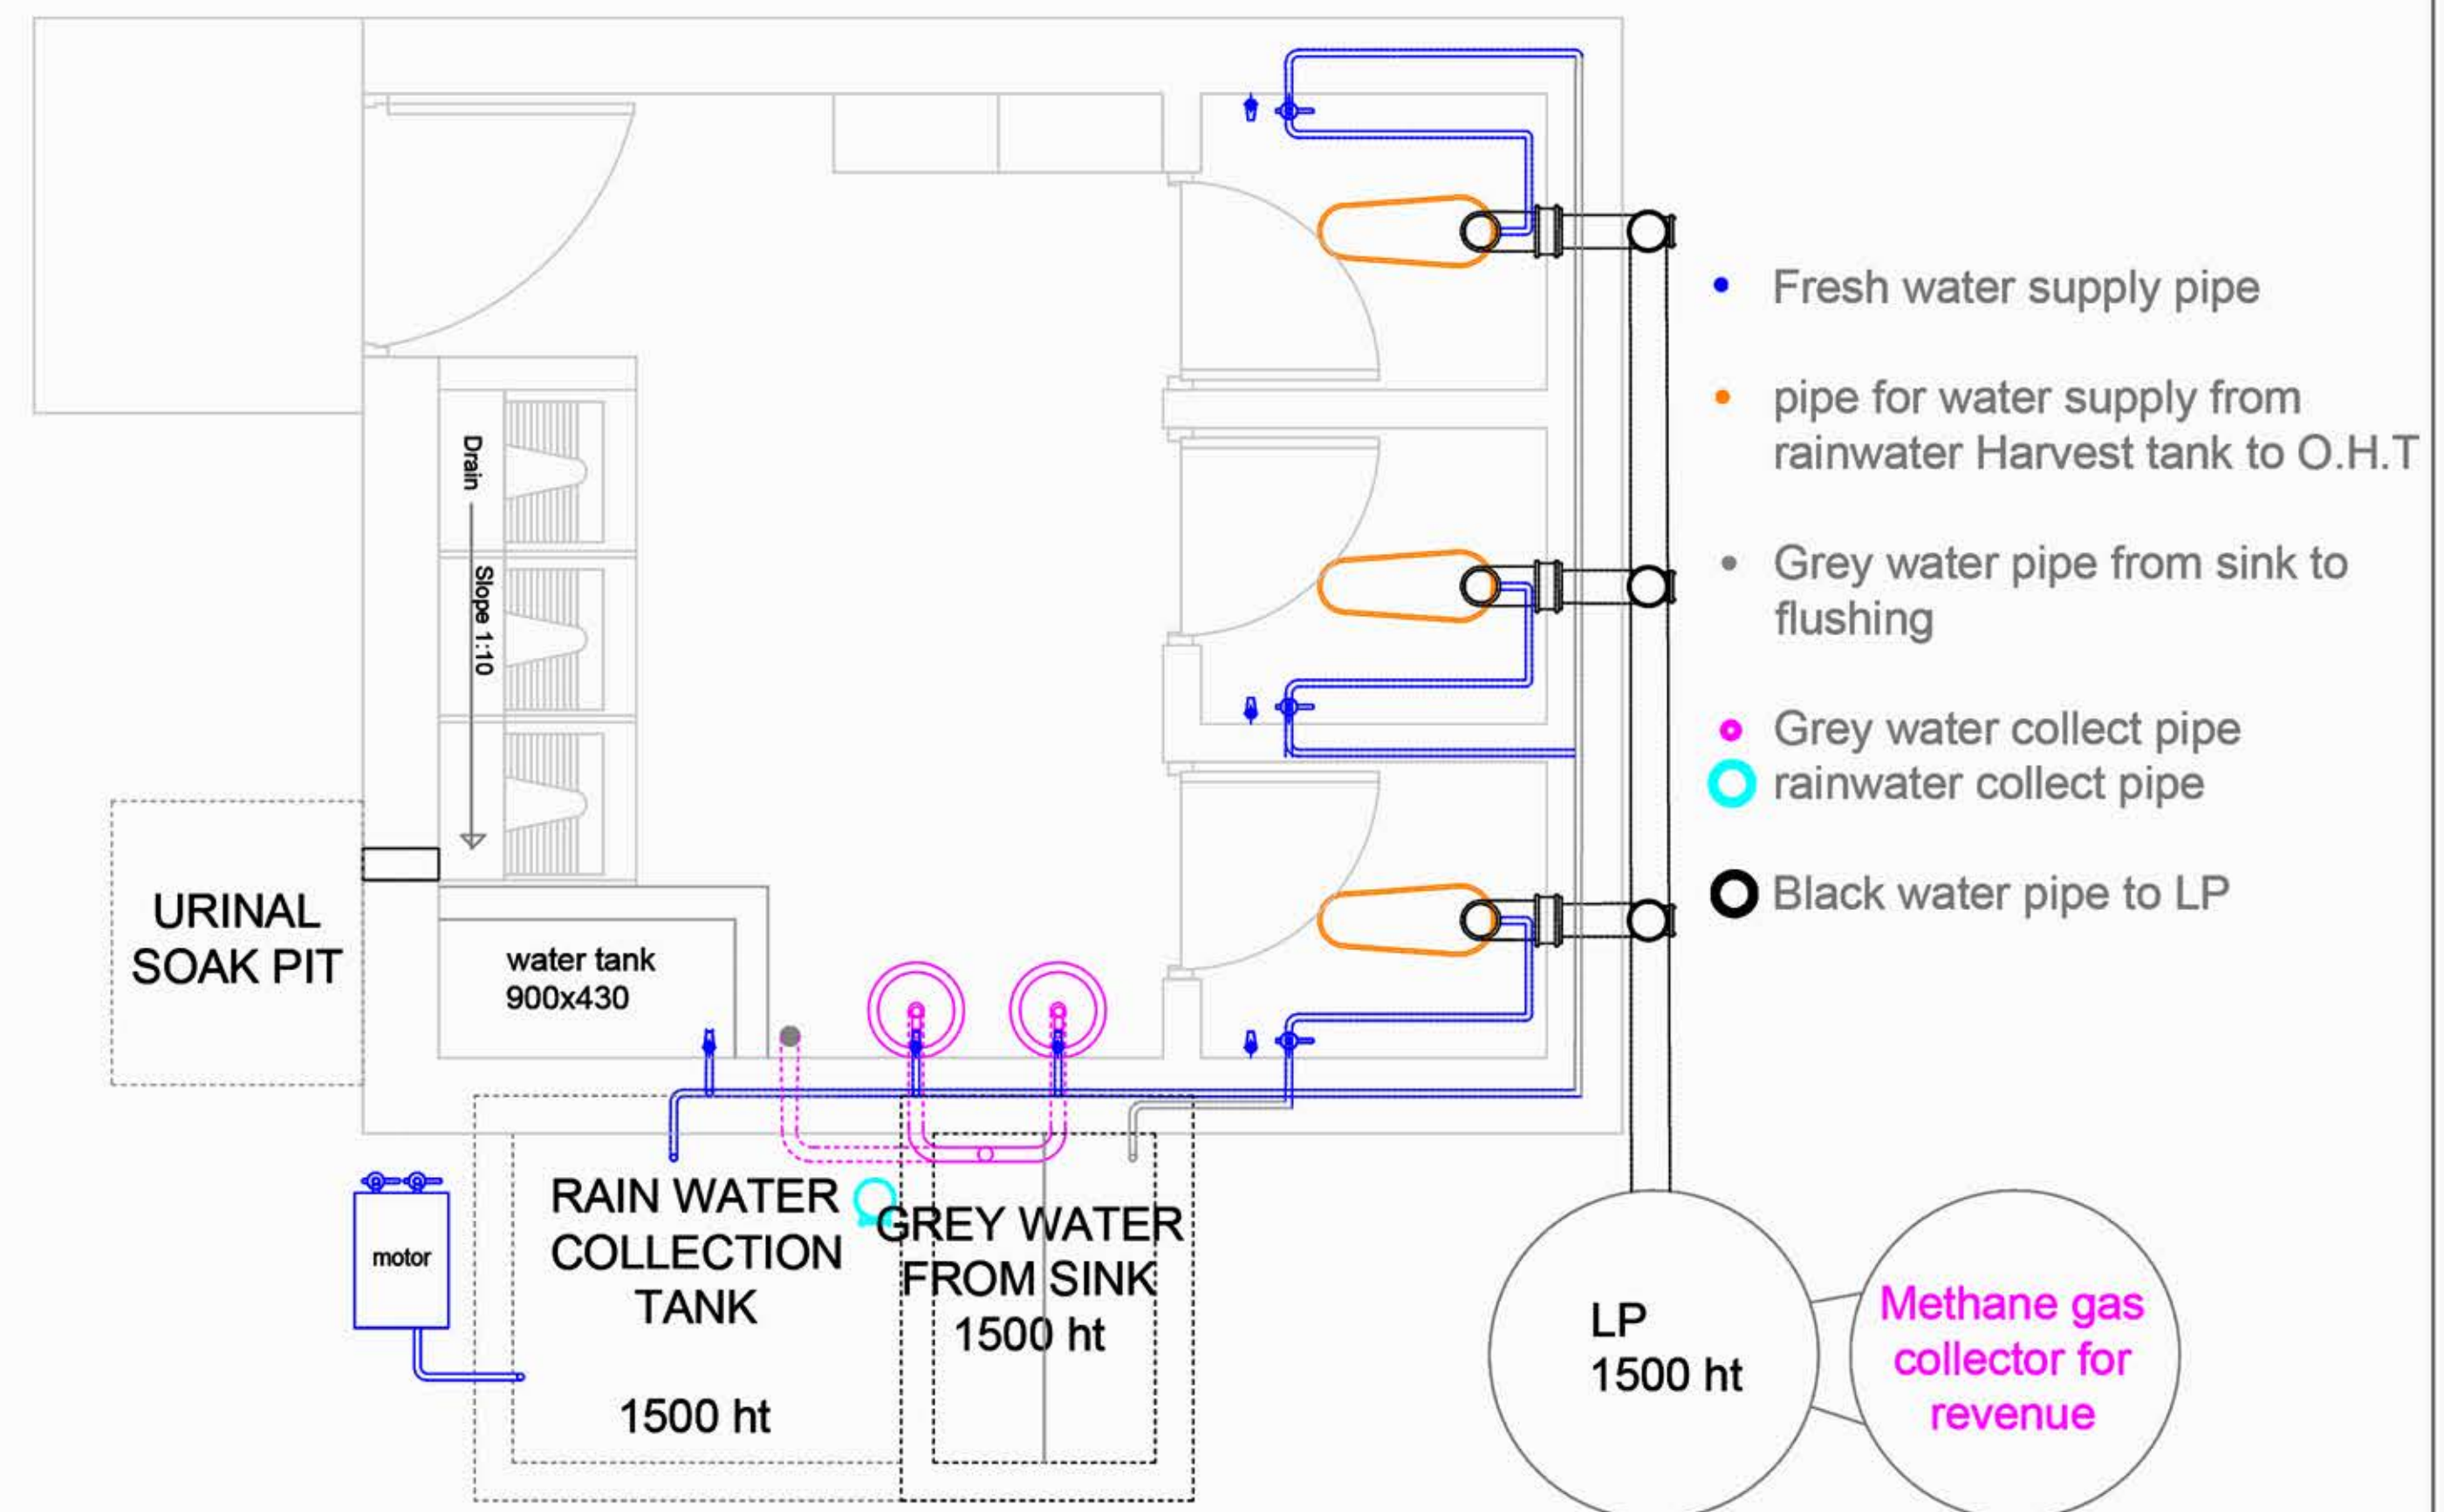 Drain
Slope 1:10
URINAL
SOAK PIT
water tank
900x430
motor
RAIN WATER
COLLECTION
TANK
1500 ht
GREY WATER
FROM SINK
1500 ht
LP
1500 ht
Methane gas
collector for
revenue
Fresh water supply pipe
pipe for water supply from
rainwater Harvest tank to O.H.T
Grey water pipe from sink to
flushing
Grey water collect pipe
rainwater collect pipe
Black water pipe to LP